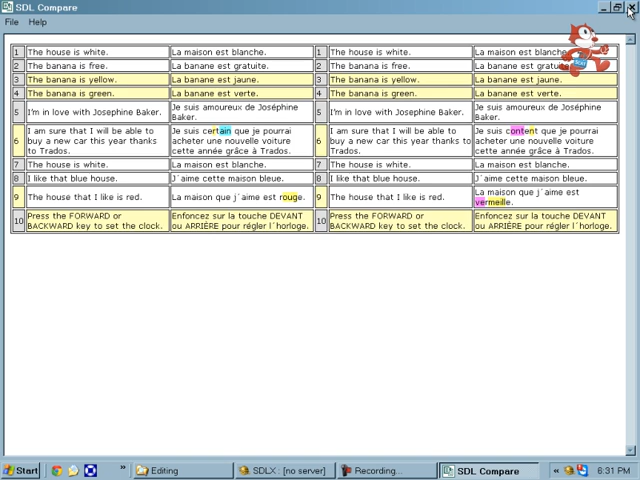 SDL Compare
File Help
1 The house is white. La maison est blanche. 1 The house is white. La maison est blanche
2 The banana is free. La banane est gratuite. 2 The banana is free. La banane est gratuite
3 The banana is yellow. La banane est jaune. 3 The banana is yellow. La banane est jaune.
4 The banana is green. La banane est verte. 4 The banana is green. La banane est verte.
5 I'm in love with Josephine Baker. Je suis amoureux de Joséphine Baker. 5 I'm in love with Josephine Baker. Je suis amoureux de Joséphine Baker.
6 I am sure that I will be able to buy a new car this year thanks to Trados. Je suis certain que je pourrai acheter une nouvelle voiture cette année grâce à Trados. 6 I am sure that I will be able to buy a new car this year thanks to Trados. Je suis content que je pourrai acheter une nouvelle voiture cette année grâce à Trados.
7 The house is white. La maison est blanche. 7 The house is white. La maison est blanche.
8 I like that blue house. J´aime cette maison bleue. 8 I like that blue house. J´aime cette maison bleue.
9 The house that I like is red. La maison que j´aime est rouge. 9 The house that I like is red. La maison que j´aime est vermeille.
10 Press the FORWARD or BACKWARD key to set the clock. Enfoncez sur la touche DEVANT ou ARRIÈRE pour régler l´horloge. 10 Press the FORWARD or BACKWARD key to set the clock. Enfoncez sur la touche DEVANT ou ARRIÈRE pour régler l´horloge.
Start » Editing SDLX : [no server] Recording... SDL Compare « 6:31 PM